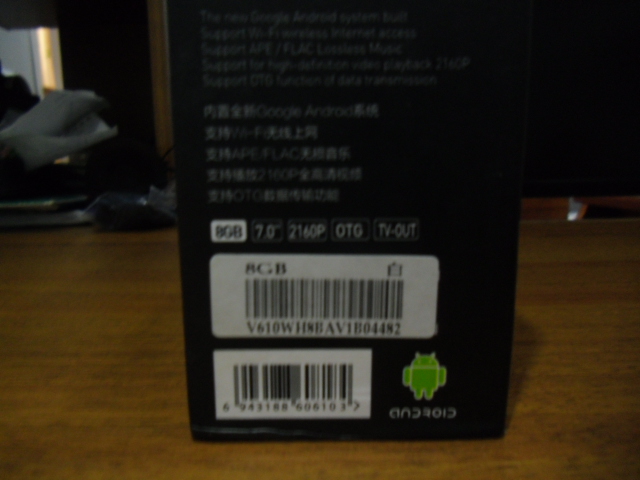 The new Google Android system built
Support Wi-Fi wireless Internet access
Support APE / FLAC Lossless Music
Support for high-definition video playback 2160P
Support OTG function of data transmission
内置全新Google Android系统
支持Wi-Fi无线上网
支持APE/FLAC无损音乐
支持播放2160P全高清视频
支持OTG数据传输功能
8GB 7.0" 2160P OTG TV-OUT
8GB 白
V610WH8BAV1B04482
6 943188 606103 7
ANDROID